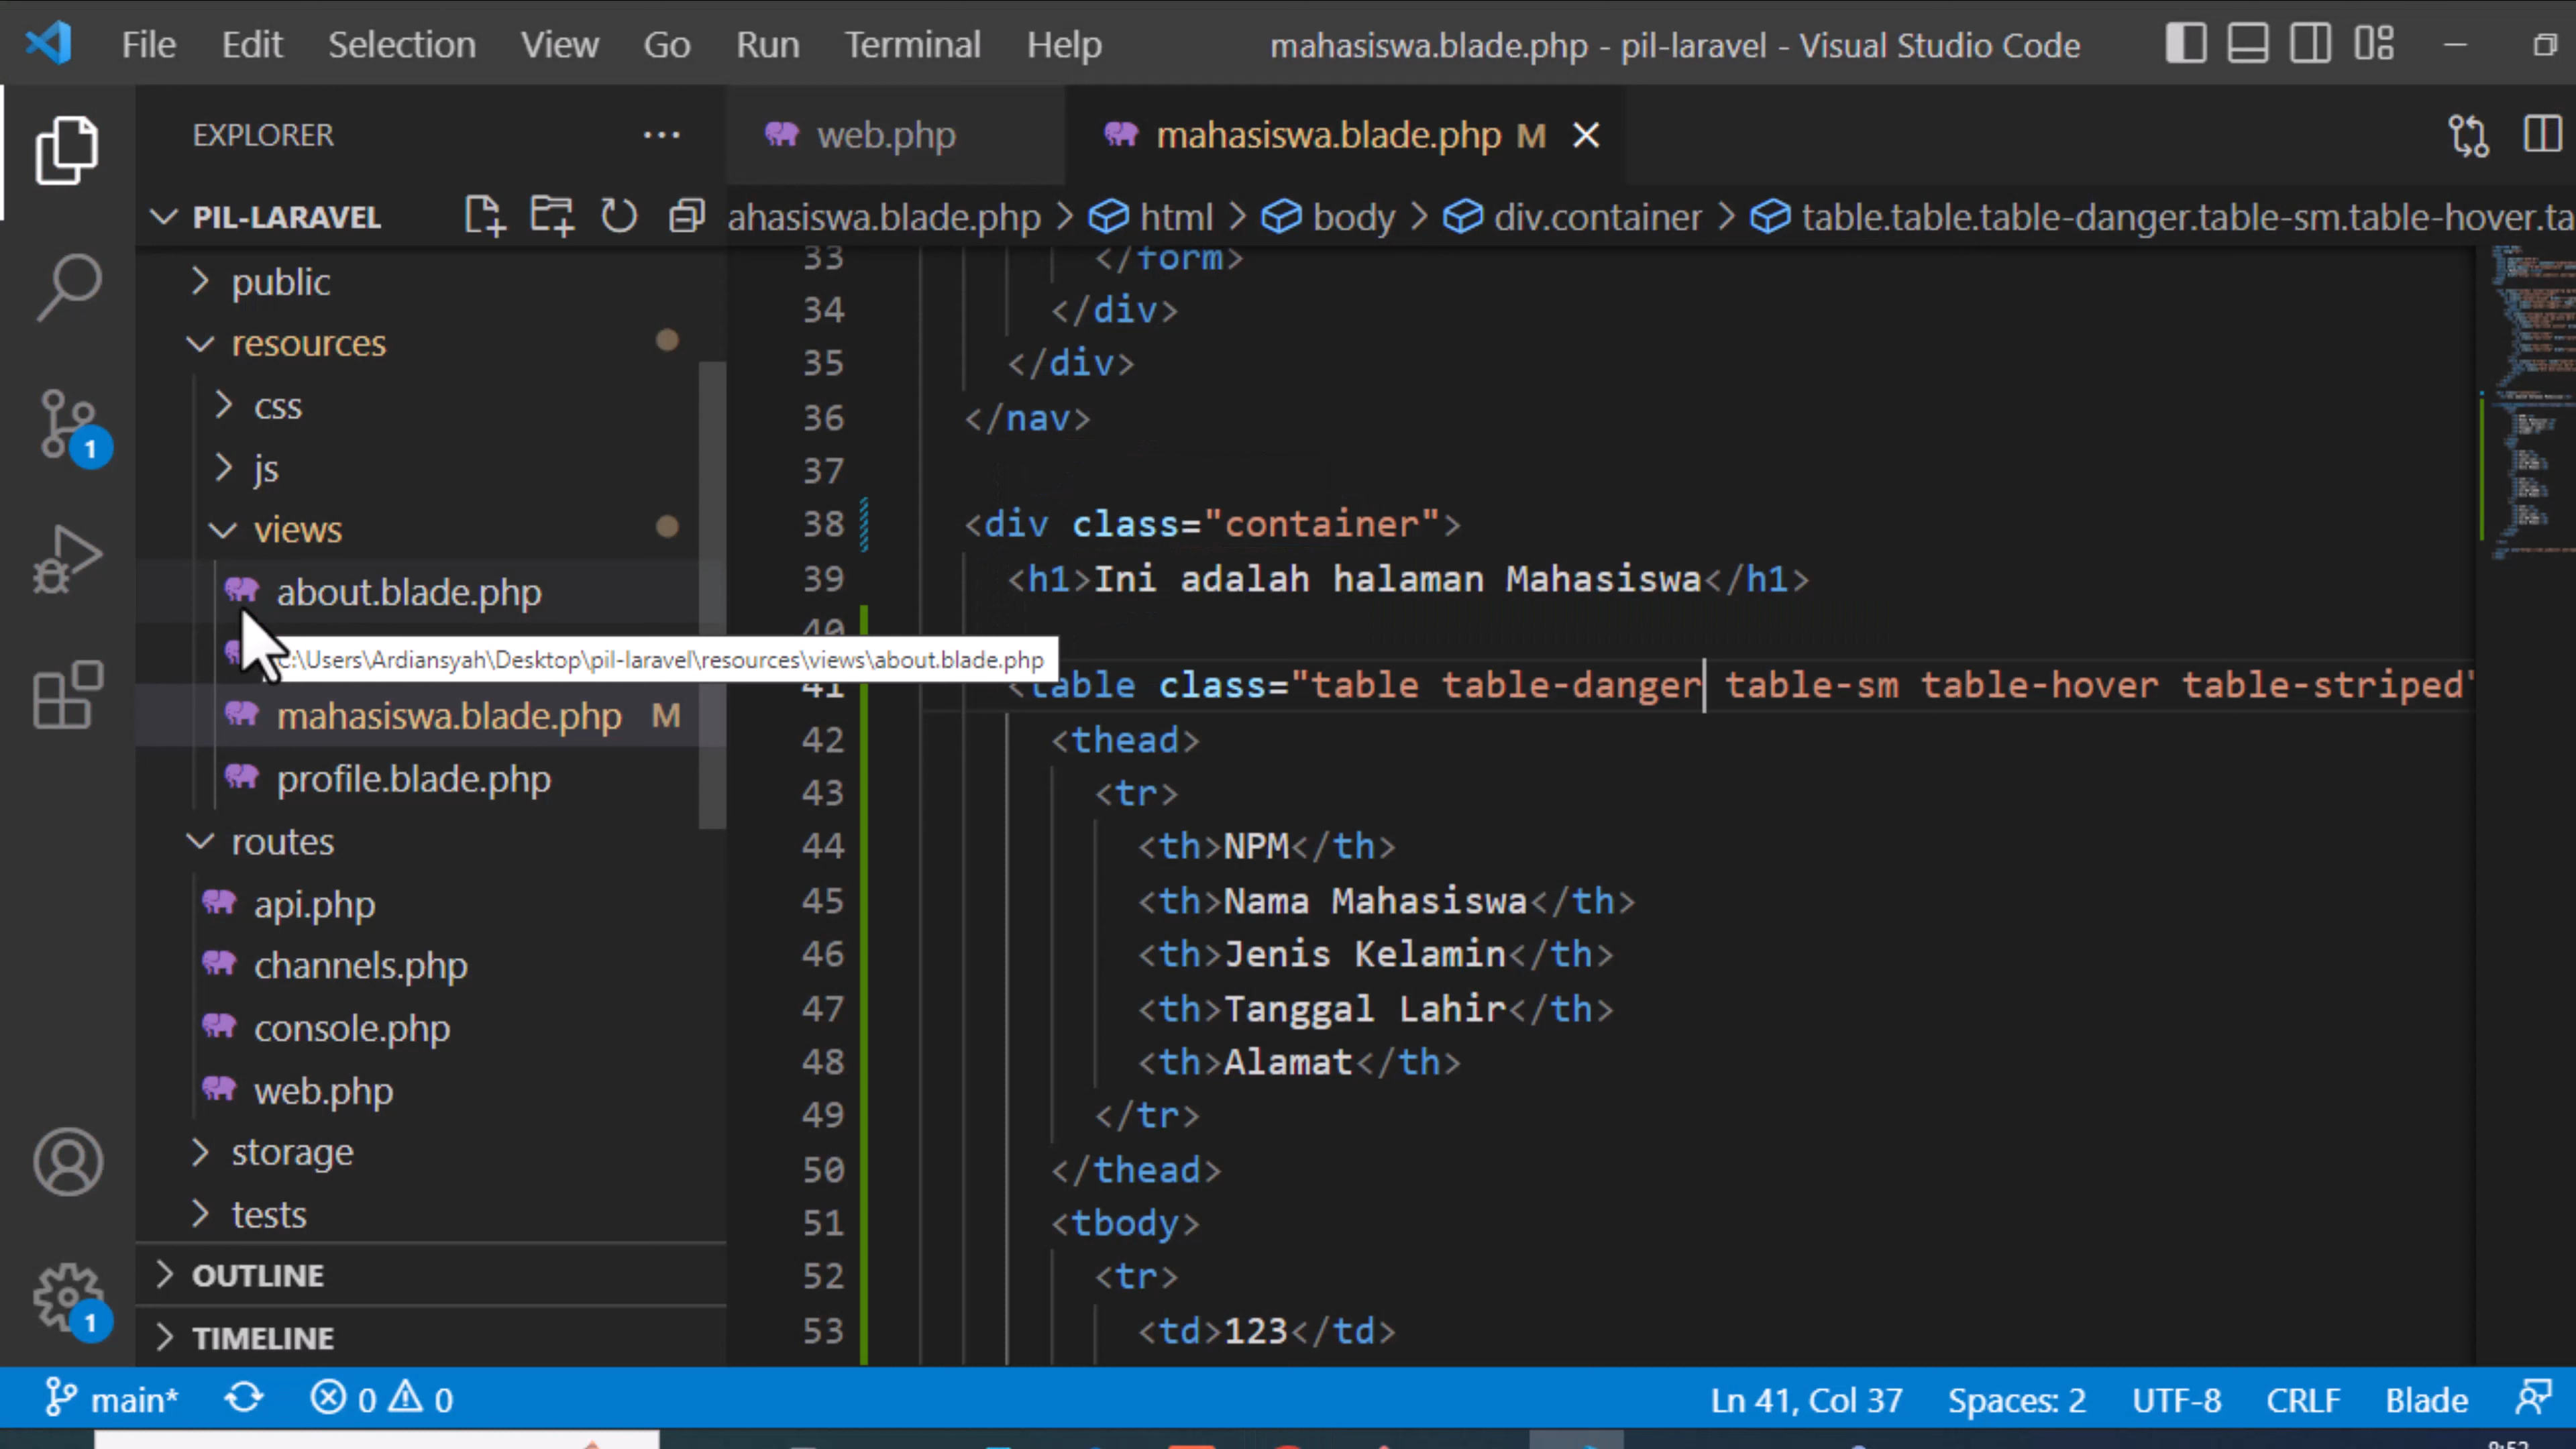 File Edit Selection View Go Run Terminal Help mahasiswa.blade.php - pil-laravel - Visual Studio Code
EXPLORER
web.php
mahasiswa.blade.php M
PIL-LARAVEL
ahasiswa.blade.php > html > body > div.container > table.table.table-danger.table-sm.table-hover.ta
public
resources
css
js
views
about.blade.php
C:\Users\Ardiansyah\Desktop\pil-laravel\resources\views\about.blade.php
mahasiswa.blade.php M
profile.blade.php
routes
api.php
channels.php
console.php
web.php
storage
tests
OUTLINE
TIMELINE
1
1
33 </form>
34 </div>
35 </div>
36 </nav>
37
38 <div class="container">
39 <h1>Ini adalah halaman Mahasiswa</h1>
40
41 <table class="table table-danger table-sm table-hover table-striped"
42 <thead>
43 <tr>
44 <th>NPM</th>
45 <th>Nama Mahasiswa</th>
46 <th>Jenis Kelamin</th>
47 <th>Tanggal Lahir</th>
48 <th>Alamat</th>
49 </tr>
50 </thead>
51 <tbody>
52 <tr>
53 <td>123</td>
main* 0 0 Ln 41, Col 37 Spaces: 2 UTF-8 CRLF Blade